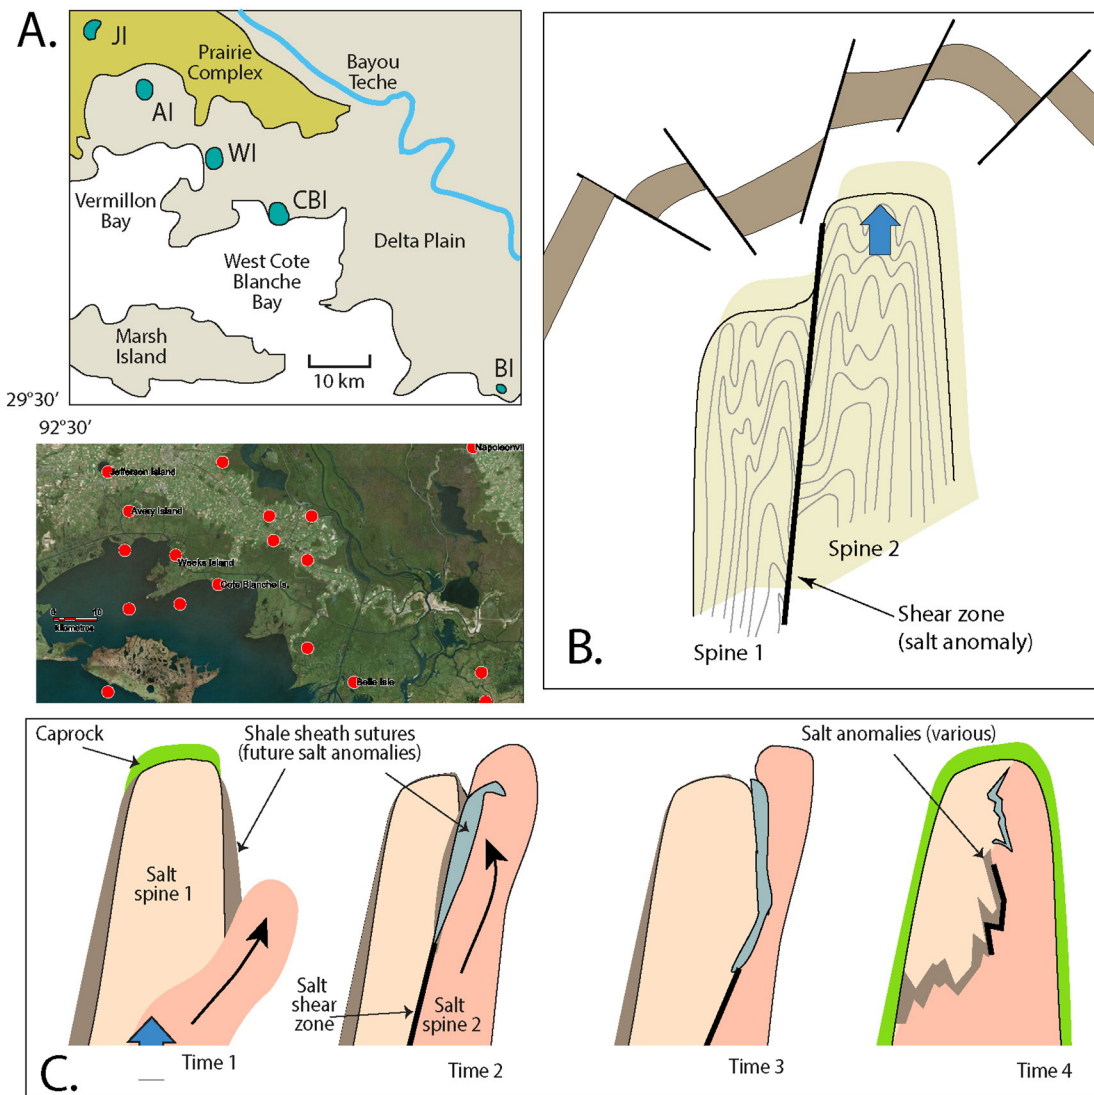 A.
JI
Prairie
Complex
Bayou
Teche
AI
WI
Vermillon
Bay
CBI
Delta Plain
West Cote
Blanche
Bay
Marsh
Island
10 km
BI
29°30'
92°30'
Napoleonvi
Jefferson Island
Avery Island
Weeks Island
Cote Blanche Is.
0 10
Kilometres
Belle Isle
Spine 2
Shear zone
(salt anomaly)
Spine 1
B.
Caprock
Shale sheath sutures
(future salt anomalies)
Salt anomalies (various)
Salt
spine 1
Salt
shear
zone
Salt
spine 2
Time 1
Time 2
Time 3
Time 4
C.